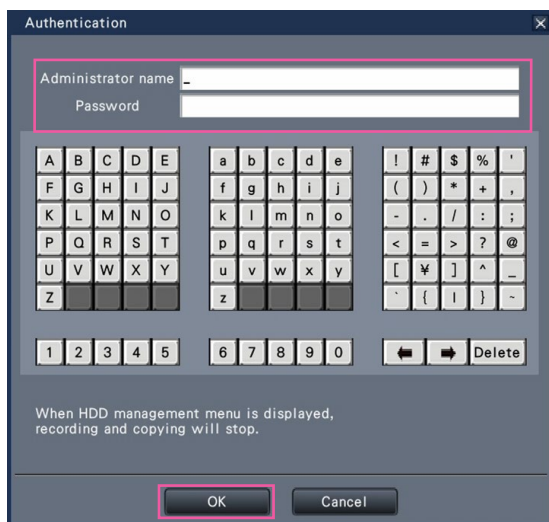 Authentication
Administrator name _
Password
A B C D E a b c d e ! # $ % '
F G H I J f g h i j ( ) * + ,
K L M N O k l m n o - . / : ;
P Q R S T p q r s t < = > ? @
U V W X Y u v w x y [ ¥ ] ^ _
Z z ` { | } ~
1 2 3 4 5 6 7 8 9 0 ← → Delete
When HDD management menu is displayed,
recording and copying will stop.
OK Cancel